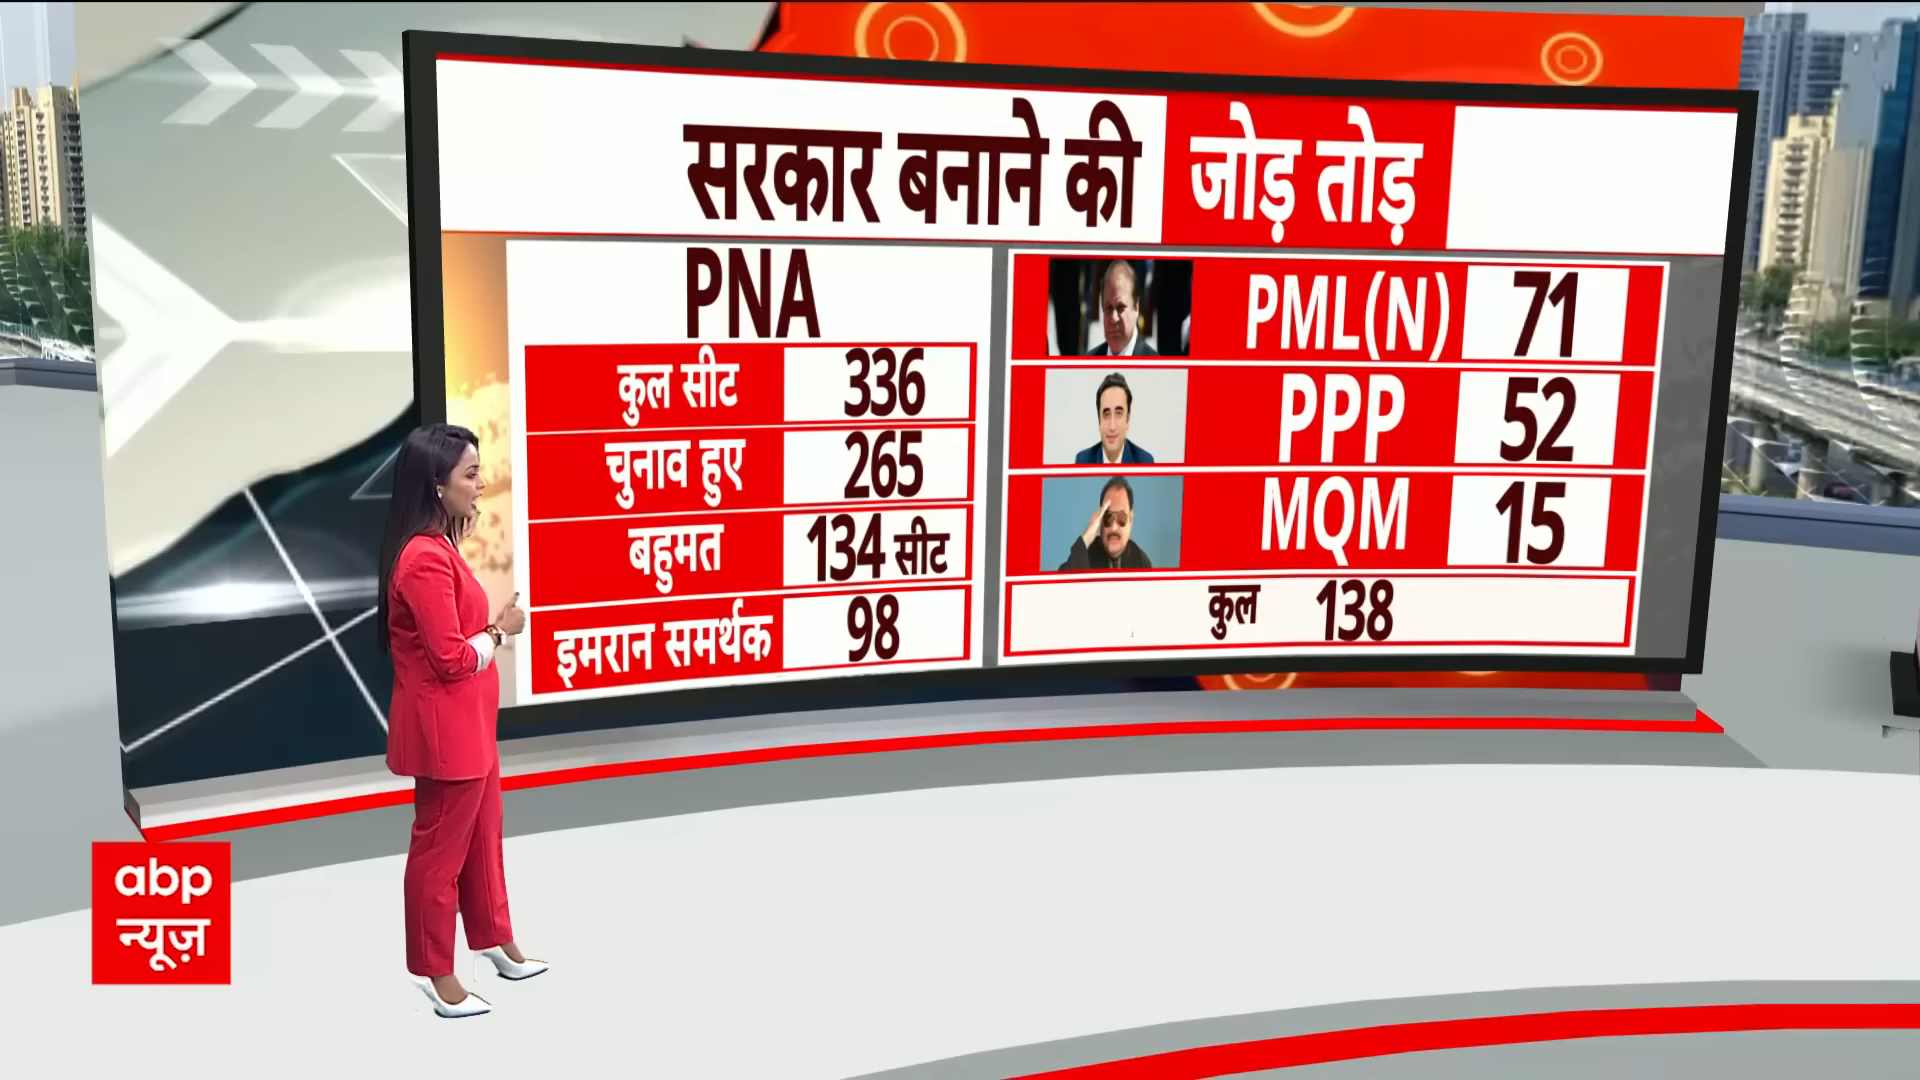 सरकार बनाने की जोड़ तोड़
PNA
कुल सीट 336
चुनाव हुए 265
बहुमत 134 सीट
इमरान समर्थक 98
PML(N) 71
PPP 52
MQM 15
कुल 138
abp
न्यूज़